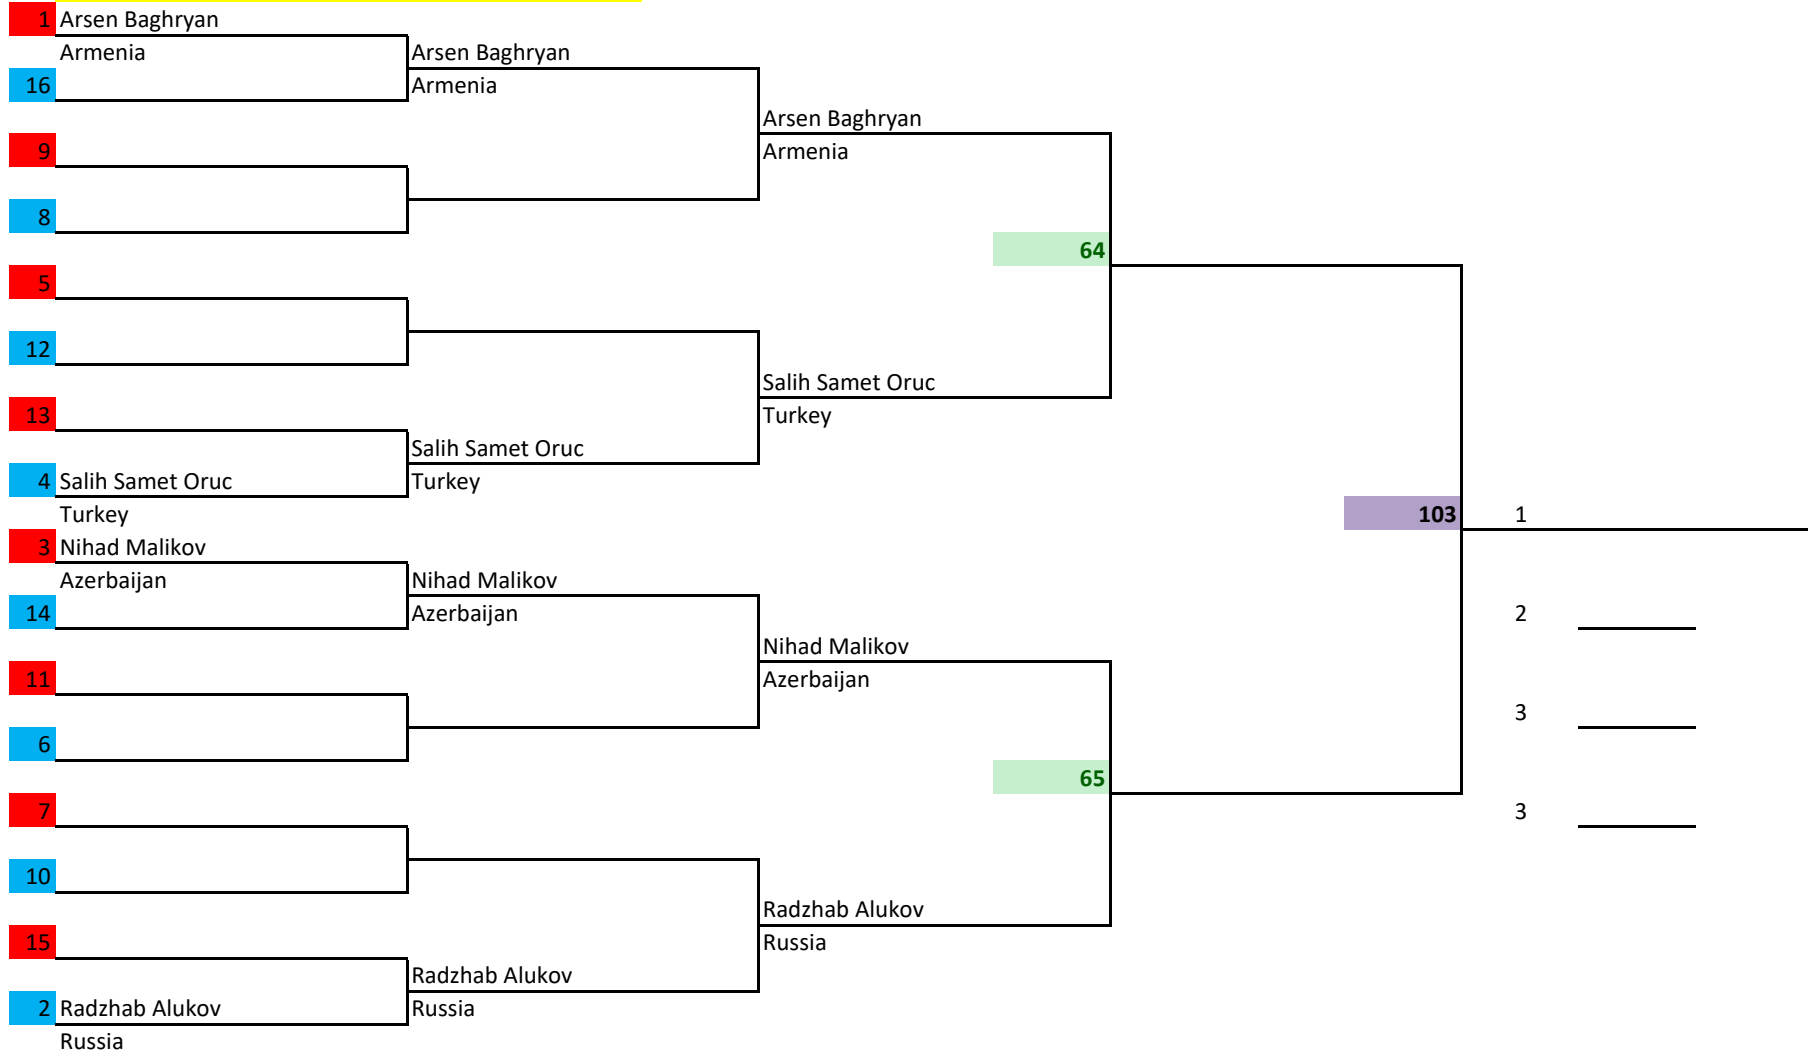 1 Arsen Baghryan
Armenia Arsen Baghryan
16 Armenia
Arsen Baghryan
9 Armenia
8
64
5
12
Salih Samet Oruc
13 Turkey
Salih Samet Oruc
4 Salih Samet Oruc Turkey
Turkey 103 1
3 Nihad Malikov
Azerbaijan Nihad Malikov
14 Azerbaijan 2
Nihad Malikov
11 Azerbaijan
3
6
65
7 3
10
Radzhab Alukov
15 Russia
Radzhab Alukov
2 Radzhab Alukov Russia
Russia